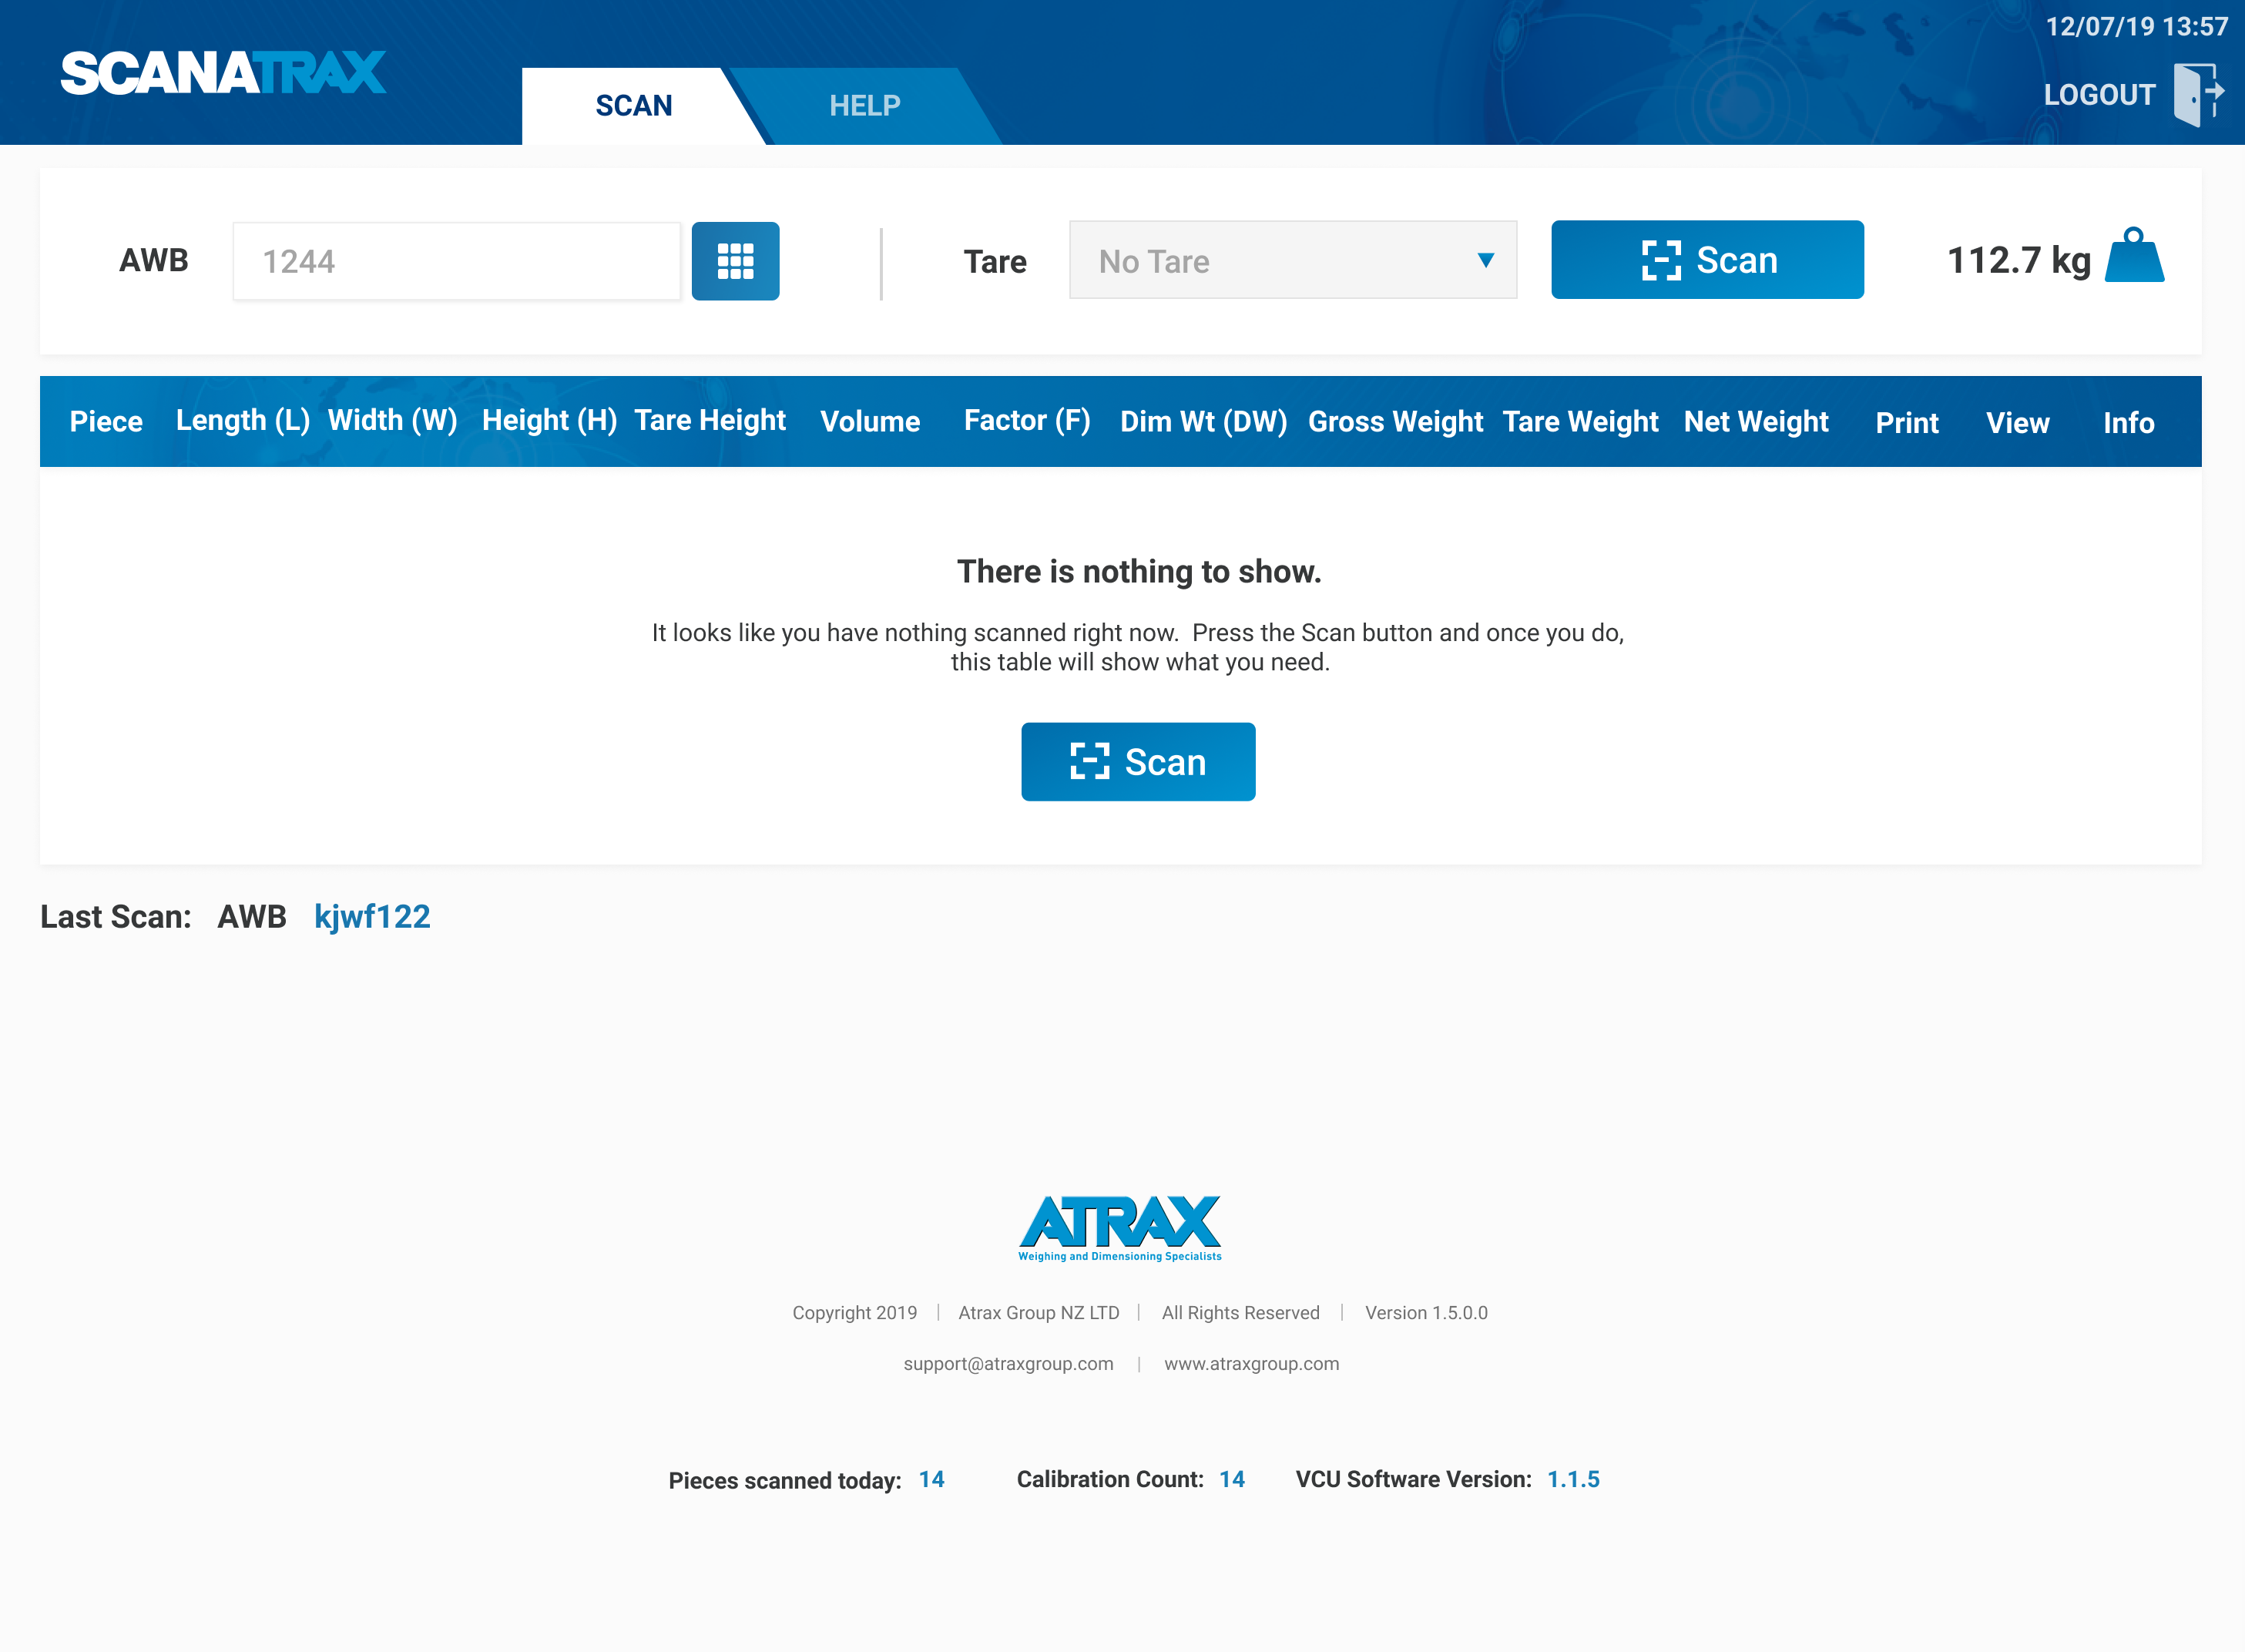 12/07/19 13:57
SCANATRAX
SCAN
HELP
LOGOUT
AWB
1244
Tare
No Tare
Scan
112.7 kg
Piece Length (L) Width (W) Height (H) Tare Height Volume Factor (F) Dim Wt (DW) Gross Weight Tare Weight Net Weight Print View Info
There is nothing to show.
It looks like you have nothing scanned right now.  Press the Scan button and once you do,
this table will show what you need.
Scan
Last Scan: AWB kjwf122
ATRAX
Weighing and Dimensioning Specialists
Copyright 2019 | Atrax Group NZ LTD | All Rights Reserved | Version 1.5.0.0
support@atraxgroup.com | www.atraxgroup.com
Pieces scanned today: 14 Calibration Count: 14 VCU Software Version: 1.1.5